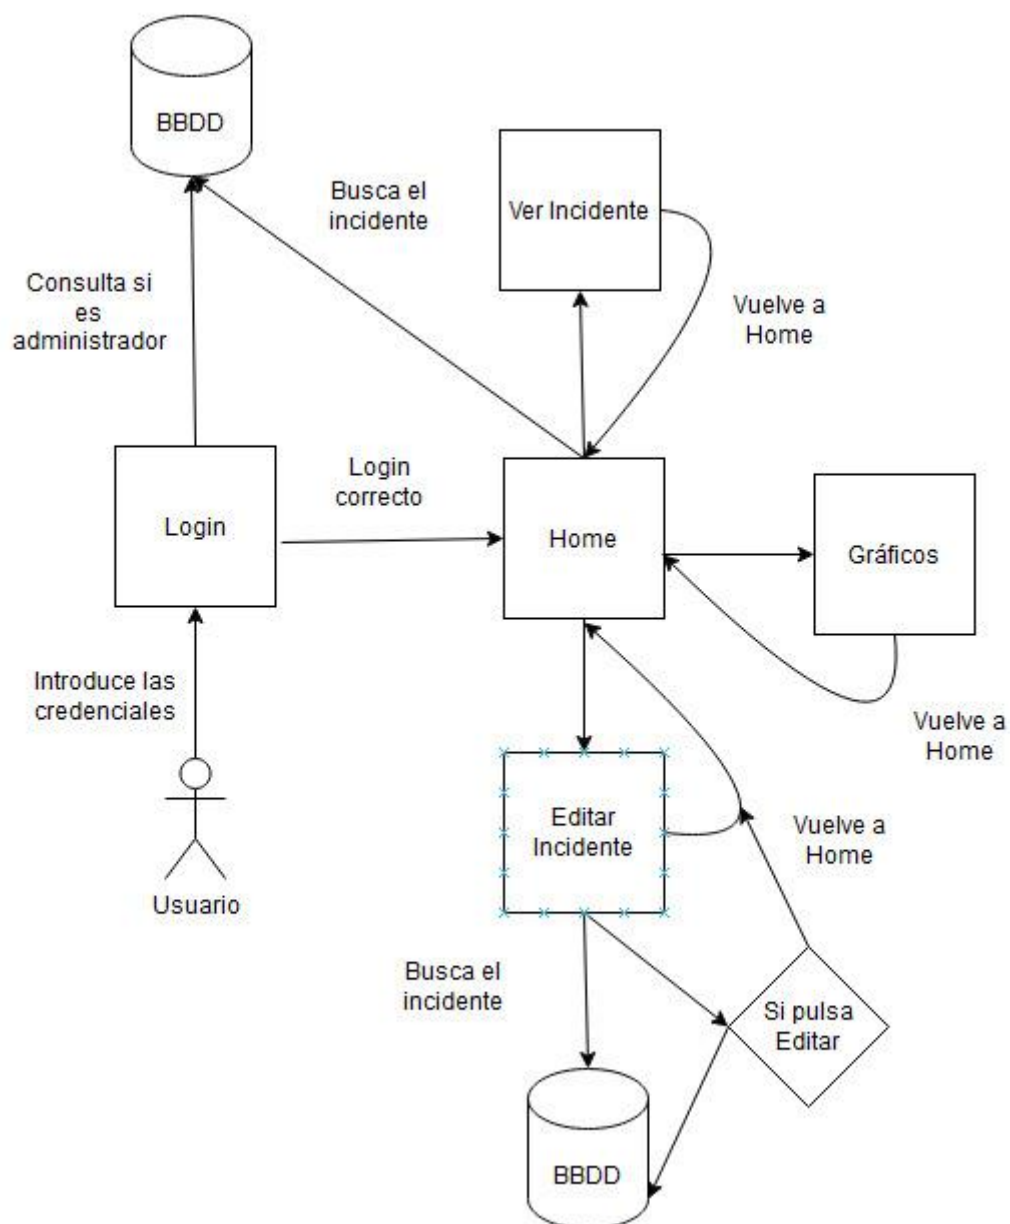 BBDD
Busca el
incidente
Ver Incidente
Consulta si
es
administrador
Vuelve a
Home
Login
Login
correcto
Home
Gráficos
Introduce las
credenciales
Vuelve a
Home
Editar
Incidente
Vuelve a
Home
Usuario
Busca el
incidente
Si pulsa
Editar
BBDD